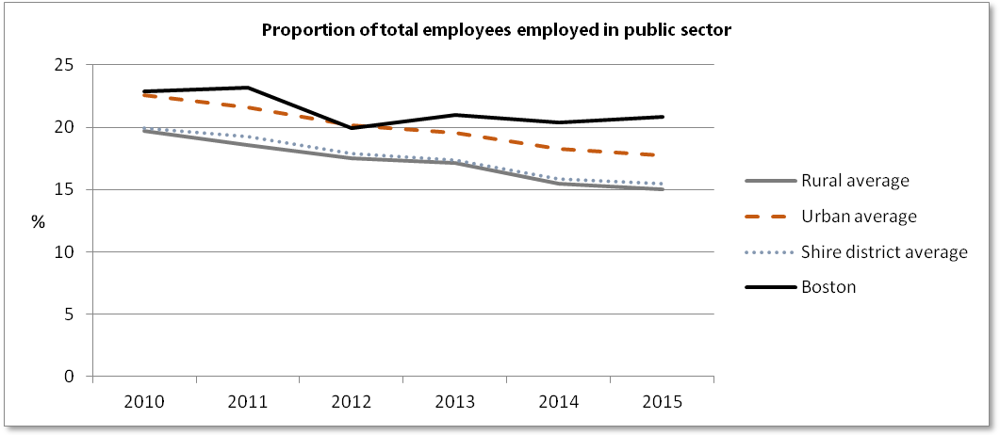 Proportion of total employees employed in public sector
25
20
15
10
5
0
%
2010 2011 2012 2013 2014 2015
Rural average
Urban average
Shire district average
Boston